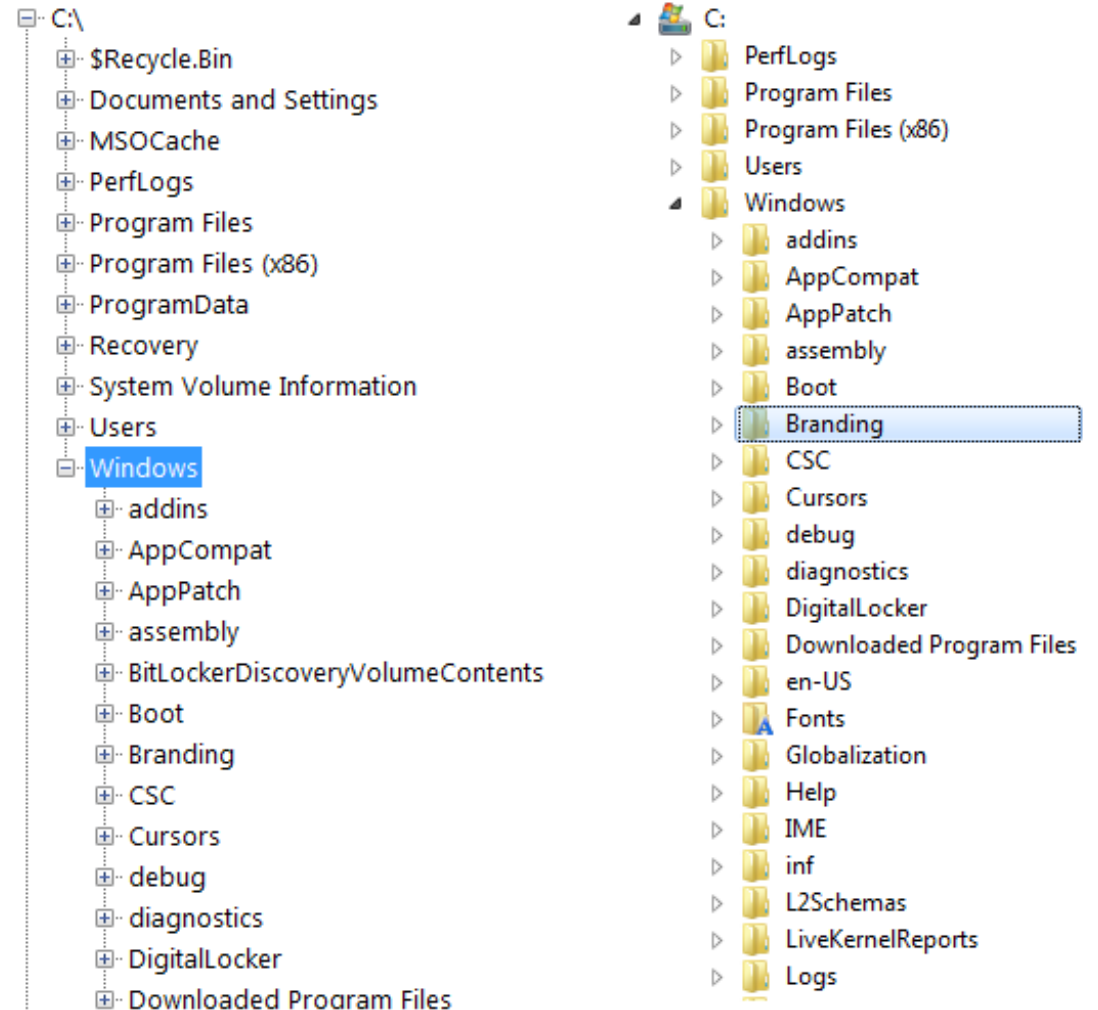 C:\
$Recycle.Bin
Documents and Settings
MSOCache
PerfLogs
Program Files
Program Files (x86)
ProgramData
Recovery
System Volume Information
Users
Windows
addins
AppCompat
AppPatch
assembly
BitLockerDiscoveryVolumeContents
Boot
Branding
CSC
Cursors
debug
diagnostics
DigitalLocker
Downloaded Program Files
C:
PerfLogs
Program Files
Program Files (x86)
Users
Windows
addins
AppCompat
AppPatch
assembly
Boot
Branding
CSC
Cursors
debug
diagnostics
DigitalLocker
Downloaded Program Files
en-US
Fonts
Globalization
Help
IME
inf
L2Schemas
LiveKernelReports
Logs